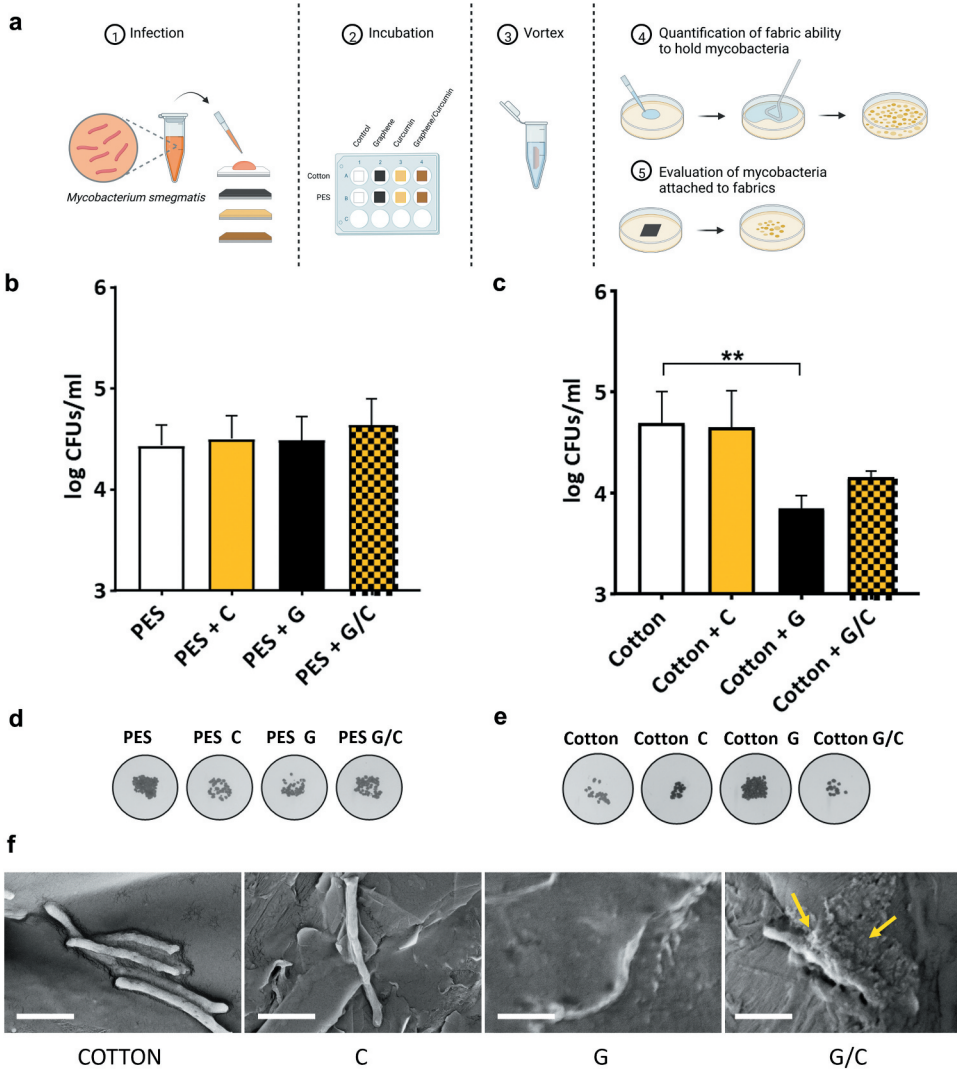 a
1 Infection
2 Incubation
3 Vortex
4 Quantification of fabric ability
to hold mycobacteria
Mycobacterium smegmatis
Control
Graphene
Curcumin
Graphene/Curcumin
1 2 3 4
Cotton A
PES B
C
5 Evaluation of mycobacteria
attached to fabrics
b
log CFUs/ml
6
5
4
3
PES
PES + C
PES + G
PES + G/C
c
log CFUs/ml
6
5
4
3
**
Cotton
Cotton + C
Cotton + G
Cotton + G/C
d
PES PES C PES G PES G/C
e
Cotton Cotton C Cotton G Cotton G/C
f
COTTON C G G/C